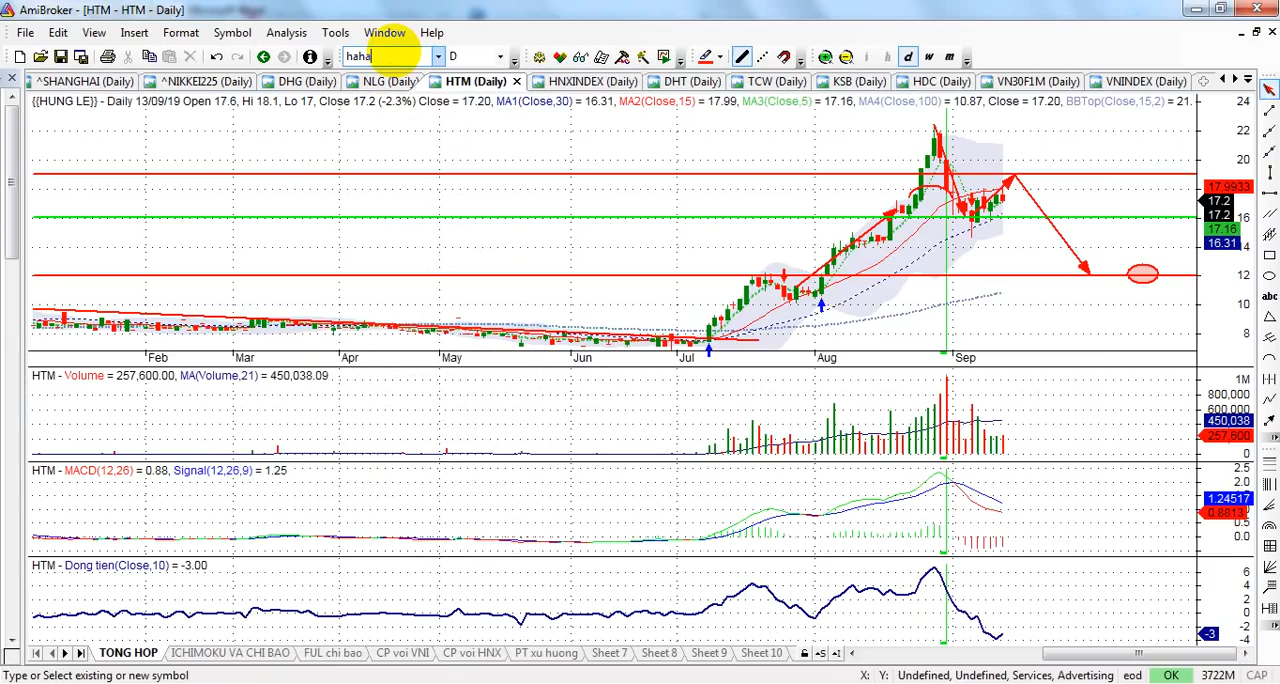 AmiBroker - [HTM - HTM - Daily]
File Edit View Insert Format Symbol Analysis Tools Window Help
haha D d w m
^SHANGHAI (Daily) ^NIKKEI225 (Daily) DHG (Daily) NLG (Daily) HTM (Daily) HNXINDEX (Daily) DHT (Daily) TCW (Daily) KSB (Daily) HDC (Daily) VN30F1M (Daily) VNINDEX (Daily)
{{HUNG LE}} - Daily 13/09/19 Open 17.6, Hi 18.1, Lo 17, Close 17.2 (-2.3%) Close = 17.20, MA1(Close,30) = 16.31, MA2(Close,15) = 17.99, MA3(Close,5) = 17.16, MA4(Close,100) = 10.87, Close = 17.20, BBTop(Close,15,2) = 21.
24
22
20
17.9933
17.2
17.2
16
17.16
16.31
14
12
abc
10
8
Feb Mar Apr May Jun Jul Aug Sep
HTM - Volume = 257,600.00, MA(Volume,21) = 450,038.09
1M
800,000
600,000
450,038
257,600
0
HTM - MACD(12,26) = 0.88, Signal(12,26,9) = 1.25
2.5
2.0
1.24517
0.8813
0.5
0.0
HTM - Dong tien(Close,10) = -3.00
6
4
2
0
-2
-3
-4
TONG HOP ICHIMOKU VA CHI BAO FUL chi bao CP voi VNI CP voi HNX PT xu huong Sheet 7 Sheet 8 Sheet 9 Sheet 10
Type or Select existing or new symbol X: Y: Undefined, Undefined, Services, Advertising eod OK 3722M CAP